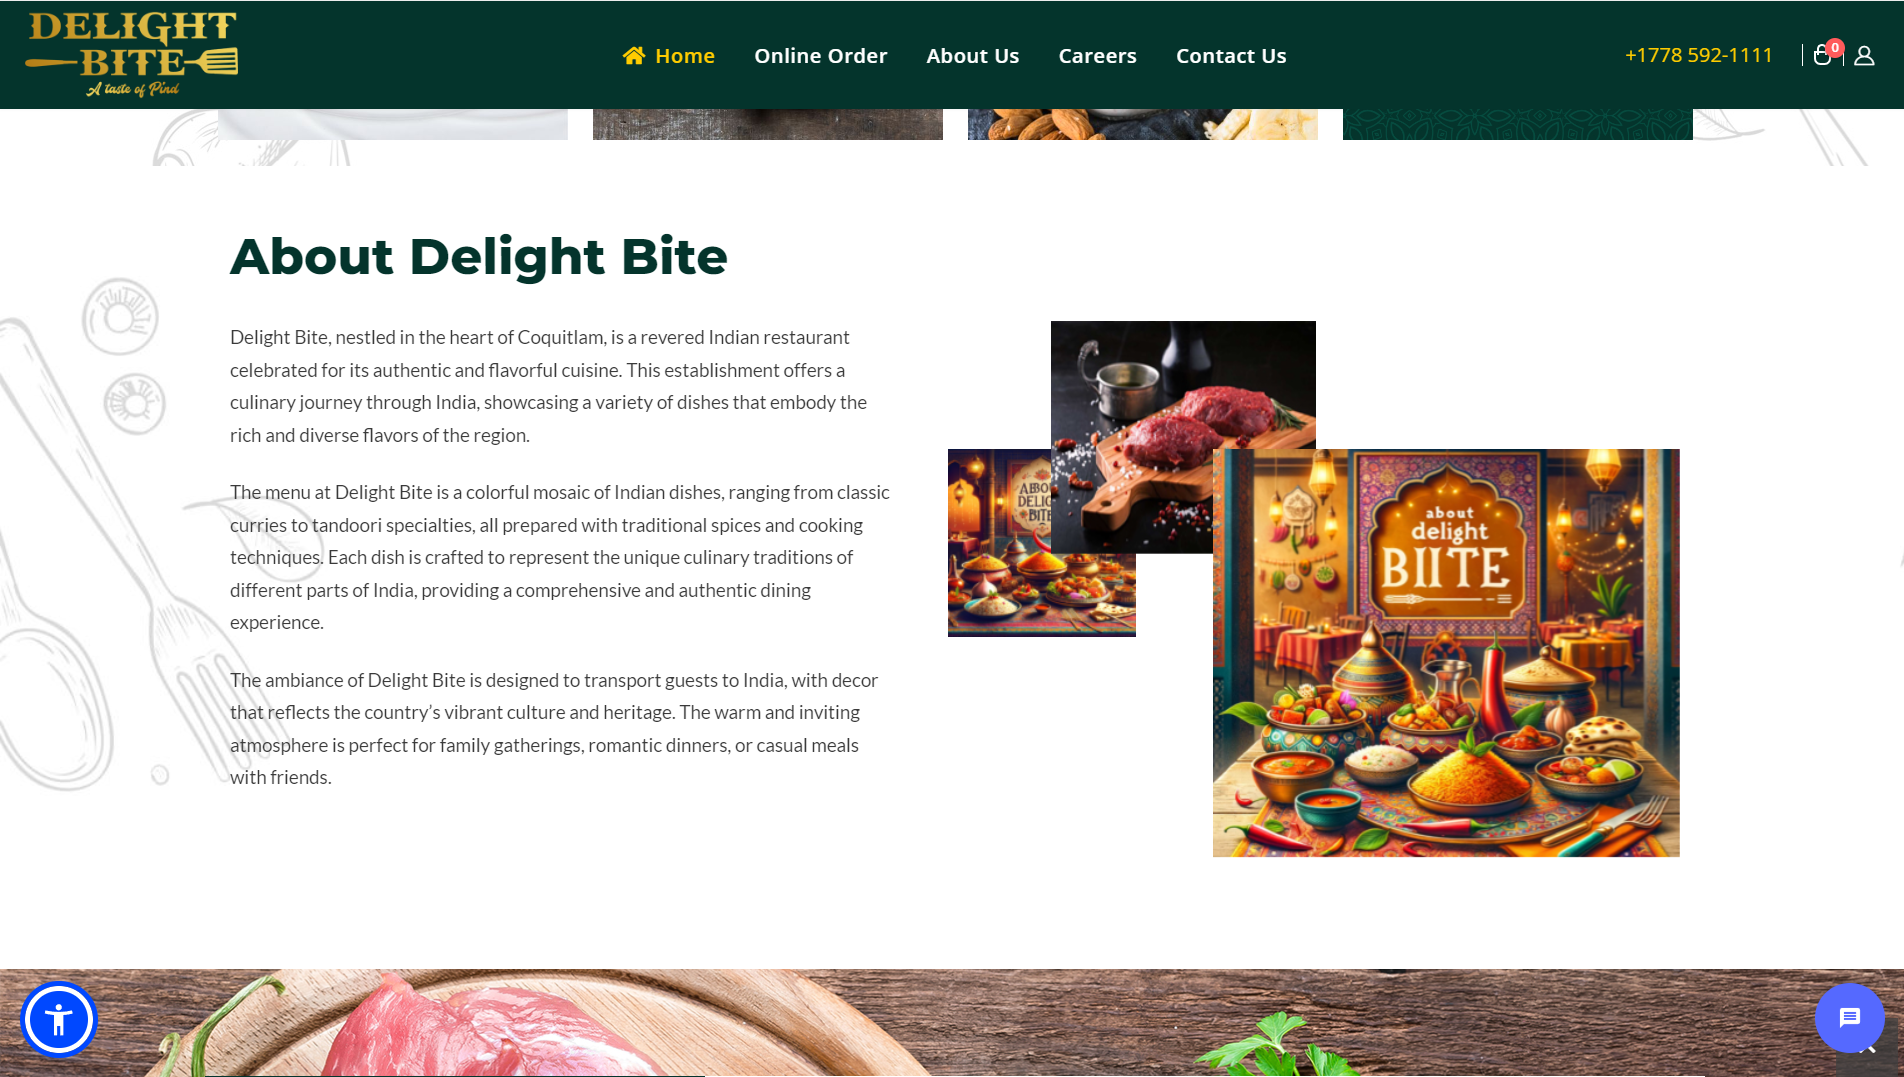 DELIGHT
BITE
A taste of Pind
Home
Online Order
About Us
Careers
Contact Us
+1778 592-1111
0
About Delight Bite
Delight Bite, nestled in the heart of Coquitlam, is a revered Indian restaurant
celebrated for its authentic and flavorful cuisine. This establishment offers a
culinary journey through India, showcasing a variety of dishes that embody the
rich and diverse flavors of the region.
The menu at Delight Bite is a colorful mosaic of Indian dishes, ranging from classic
curries to tandoori specialties, all prepared with traditional spices and cooking
techniques. Each dish is crafted to represent the unique culinary traditions of
different parts of India, providing a comprehensive and authentic dining
experience.
The ambiance of Delight Bite is designed to transport guests to India, with decor
that reflects the country’s vibrant culture and heritage. The warm and inviting
atmosphere is perfect for family gatherings, romantic dinners, or casual meals
with friends.
about
delight
BIITE